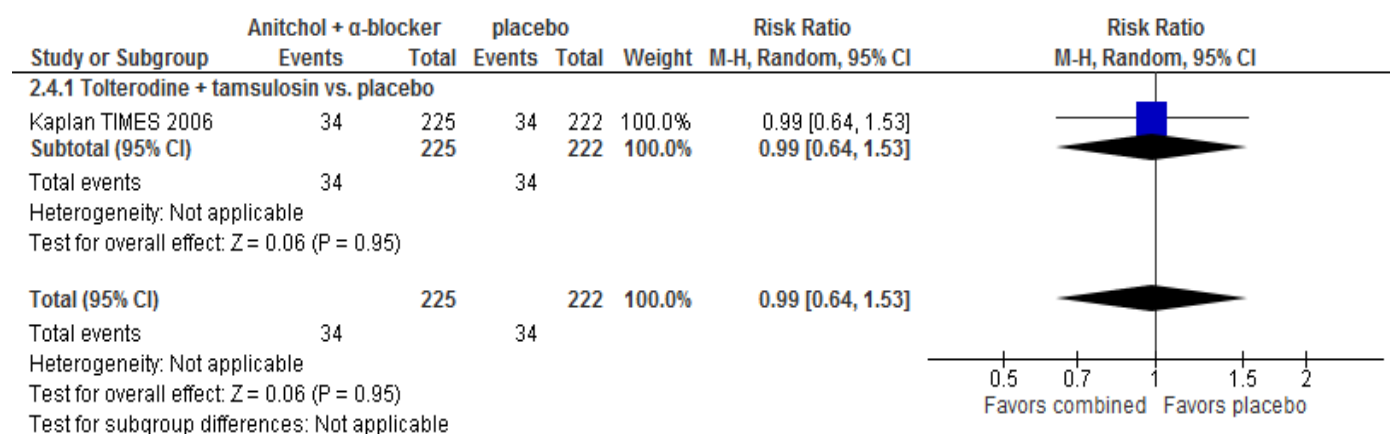 Anitchol + α-blocker placebo Risk Ratio Risk Ratio
Study or Subgroup Events Total Events Total Weight M-H, Random, 95% CI M-H, Random, 95% CI
2.4.1 Tolterodine + tamsulosin vs. placebo
Kaplan TIMES 2006 34 225 34 222 100.0% 0.99 [0.64, 1.53]
Subtotal (95% CI) 225 222 100.0% 0.99 [0.64, 1.53]
Total events 34 34
Heterogeneity: Not applicable
Test for overall effect: Z = 0.06 (P = 0.95)
Total (95% CI) 225 222 100.0% 0.99 [0.64, 1.53]
Total events 34 34
Heterogeneity: Not applicable
Test for overall effect: Z = 0.06 (P = 0.95)
Test for subgroup differences: Not applicable
0.5 0.7 1 1.5 2
Favors combined Favors placebo